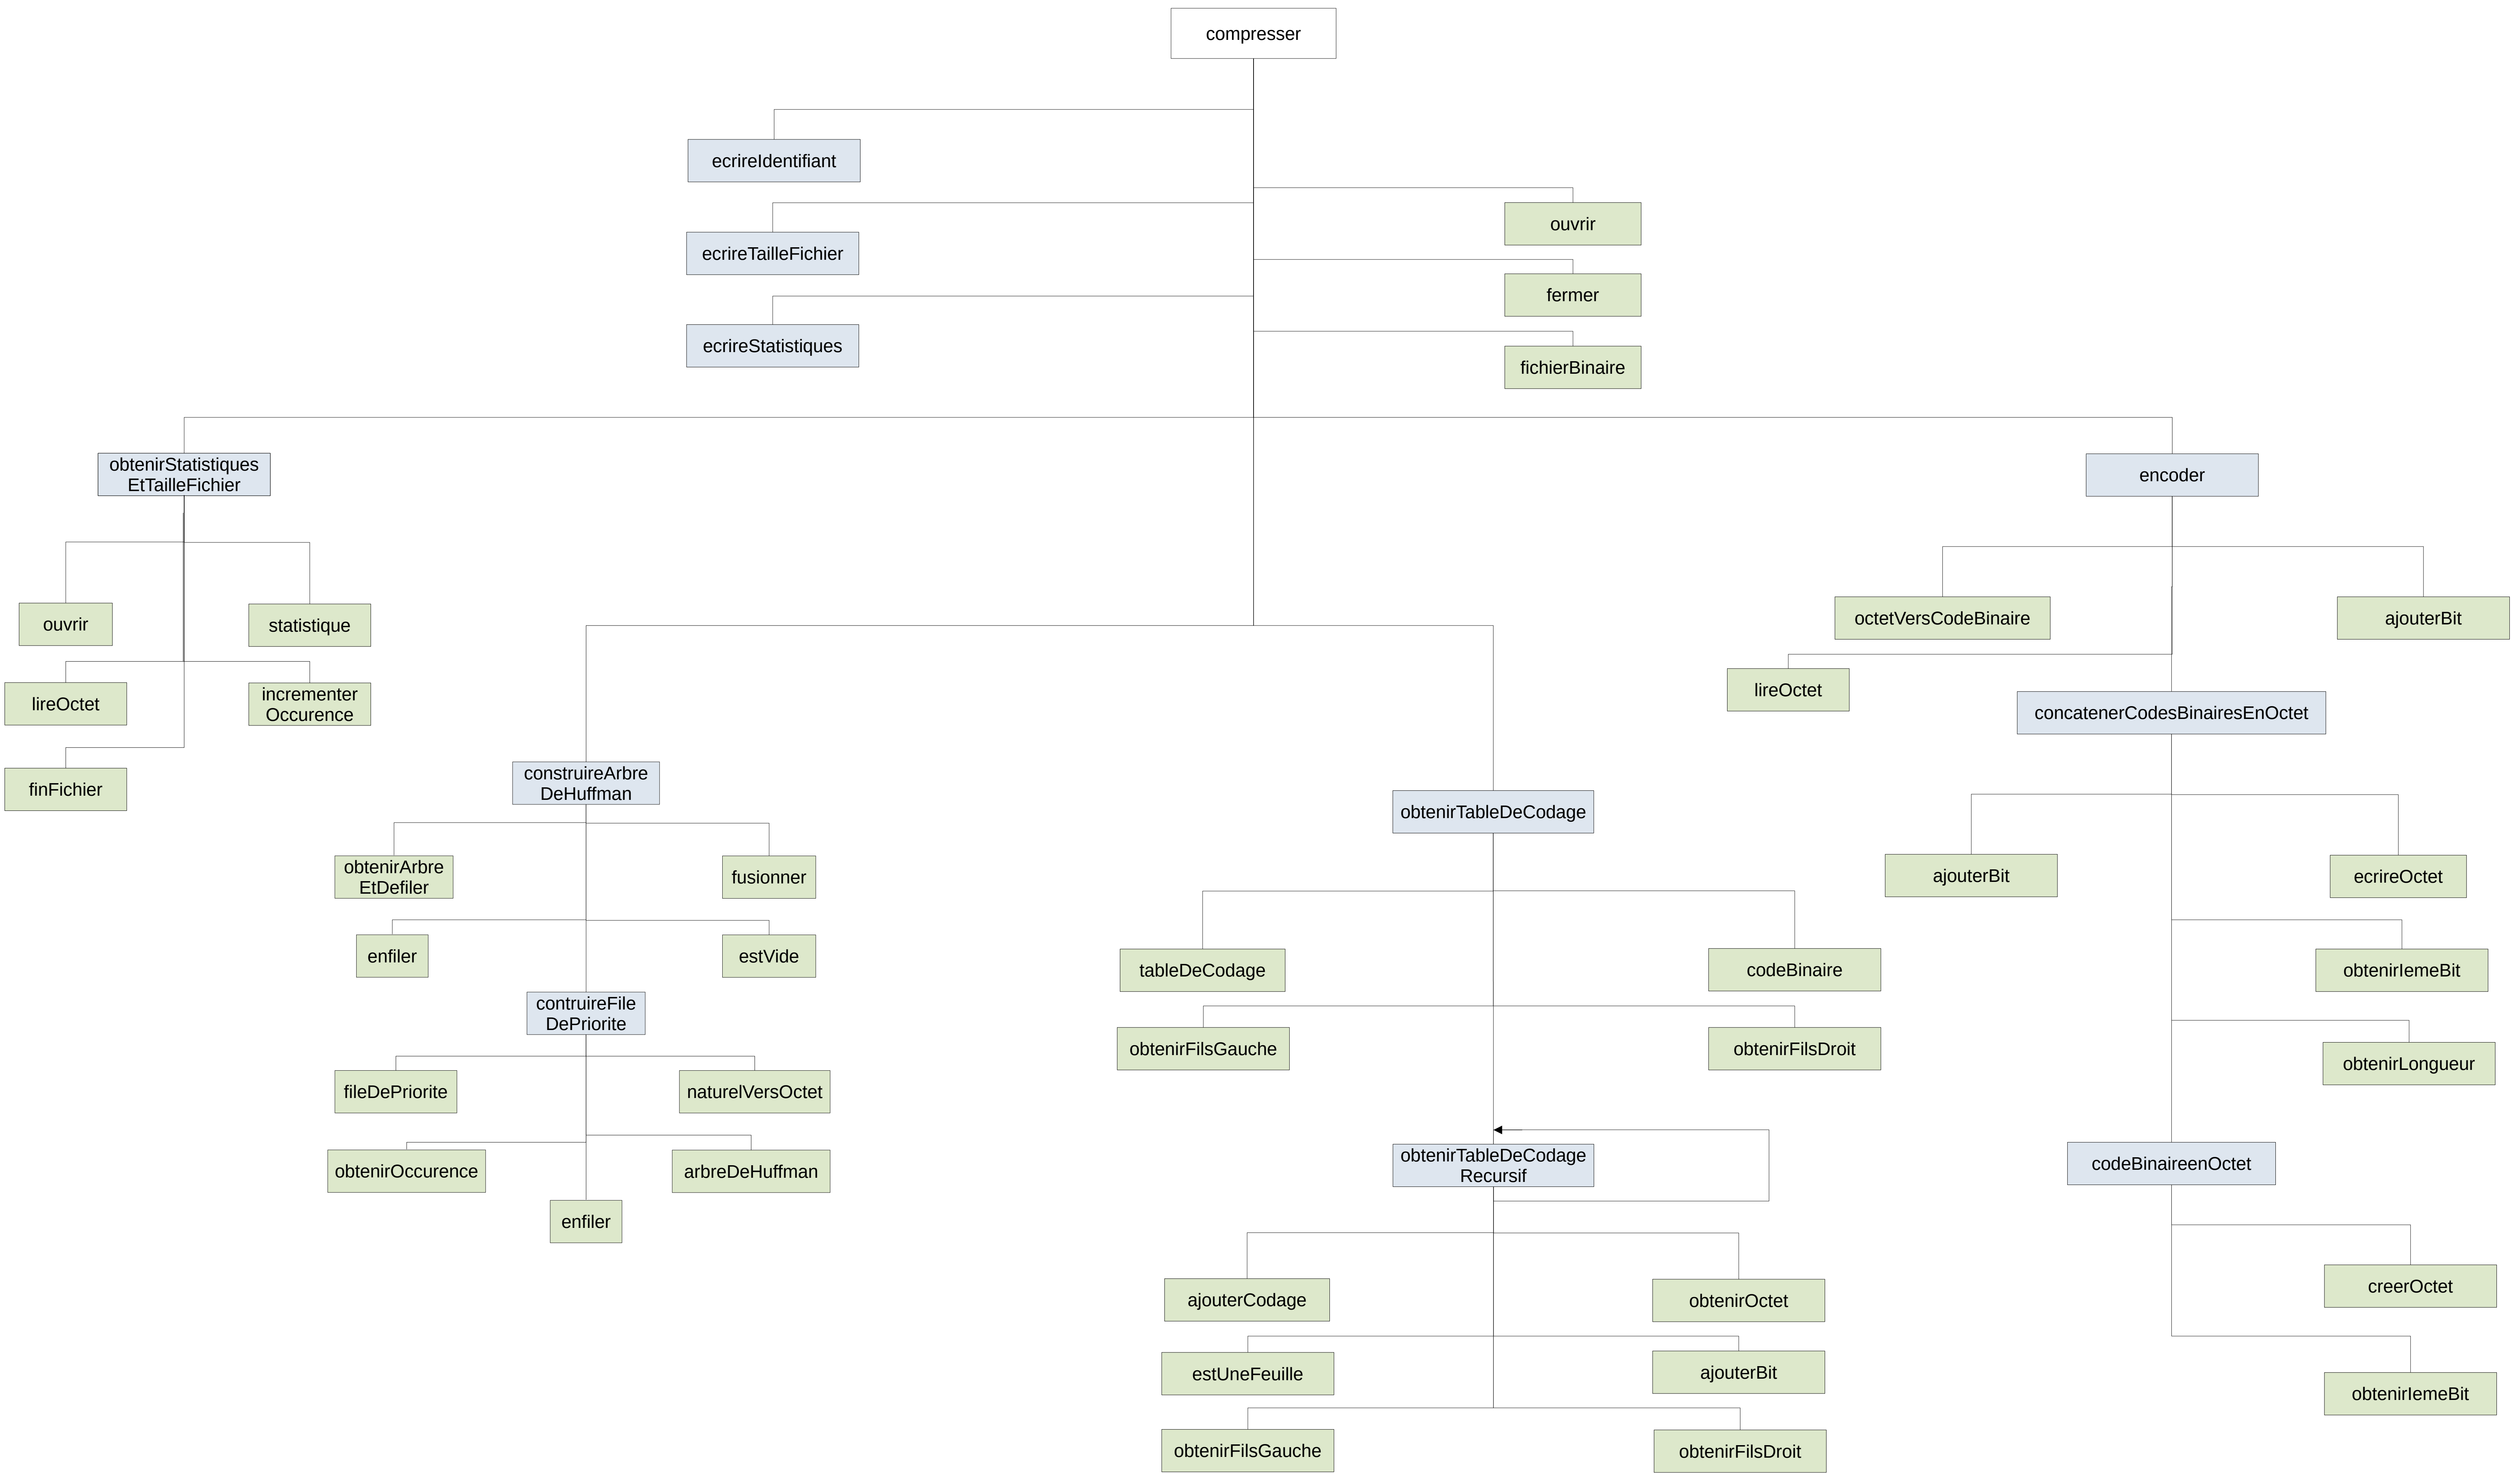 compresser
ecrireIdentifiant
ouvrir
ecrireTailleFichier
fermer
ecrireStatistiques
fichierBinaire
obtenirStatistiques
EtTailleFichier
encoder
ouvrir
statistique
octetVersCodeBinaire
ajouterBit
lireOctet
incrementer
Occurence
lireOctet
concatenerCodesBinairesEnOctet
finFichier
construireArbre
DeHuffman
obtenirTableDeCodage
obtenirArbre
EtDefiler
fusionner
ajouterBit
ecrireOctet
enfiler
estVide
tableDeCodage
codeBinaire
obtenirIemeBit
contruireFile
DePriorite
obtenirFilsGauche
obtenirFilsDroit
obtenirLongueur
fileDePriorite
naturelVersOctet
obtenirOccurence
arbreDeHuffman
obtenirTableDeCodage
Recursif
codeBinaireenOctet
enfiler
creerOctet
ajouterCodage
obtenirOctet
estUneFeuille
ajouterBit
obtenirIemeBit
obtenirFilsGauche
obtenirFilsDroit